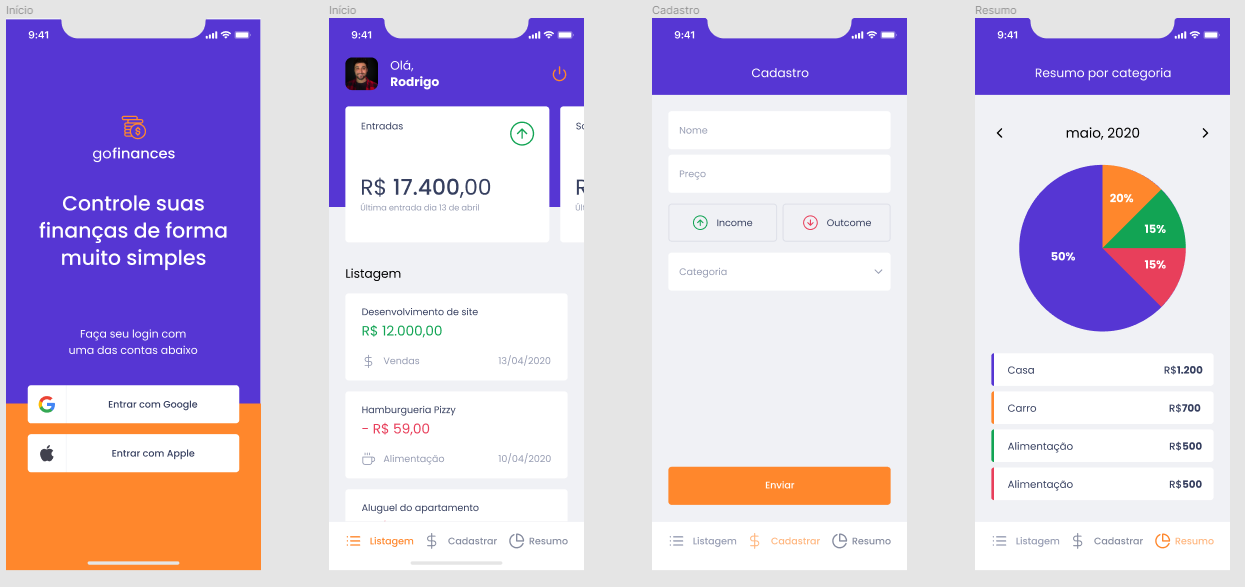 Início
9:41
gofinances
Controle suas
finanças de forma
muito simples
Faça seu login com
uma das contas abaixo
Entrar com Google
Entrar com Apple
Início
9:41
Olá,
Rodrigo
Entradas
R$ 17.400,00
Última entrada dia 13 de abril
Listagem
Desenvolvimento de site
R$ 12.000,00
Vendas
13/04/2020
Hamburgueria Pizzy
- R$ 59,00
Alimentação
10/04/2020
Aluguel do apartamento
Listagem
Cadastrar
Resumo
Cadastro
9:41
Cadastro
Nome
Preço
Income
Outcome
Categoria
Enviar
Listagem
Cadastrar
Resumo
Resumo
9:41
Resumo por categoria
maio, 2020
20%
15%
50%
15%
Casa
R$1.200
Carro
R$700
Alimentação
R$500
Alimentação
R$500
Listagem
Cadastrar
Resumo